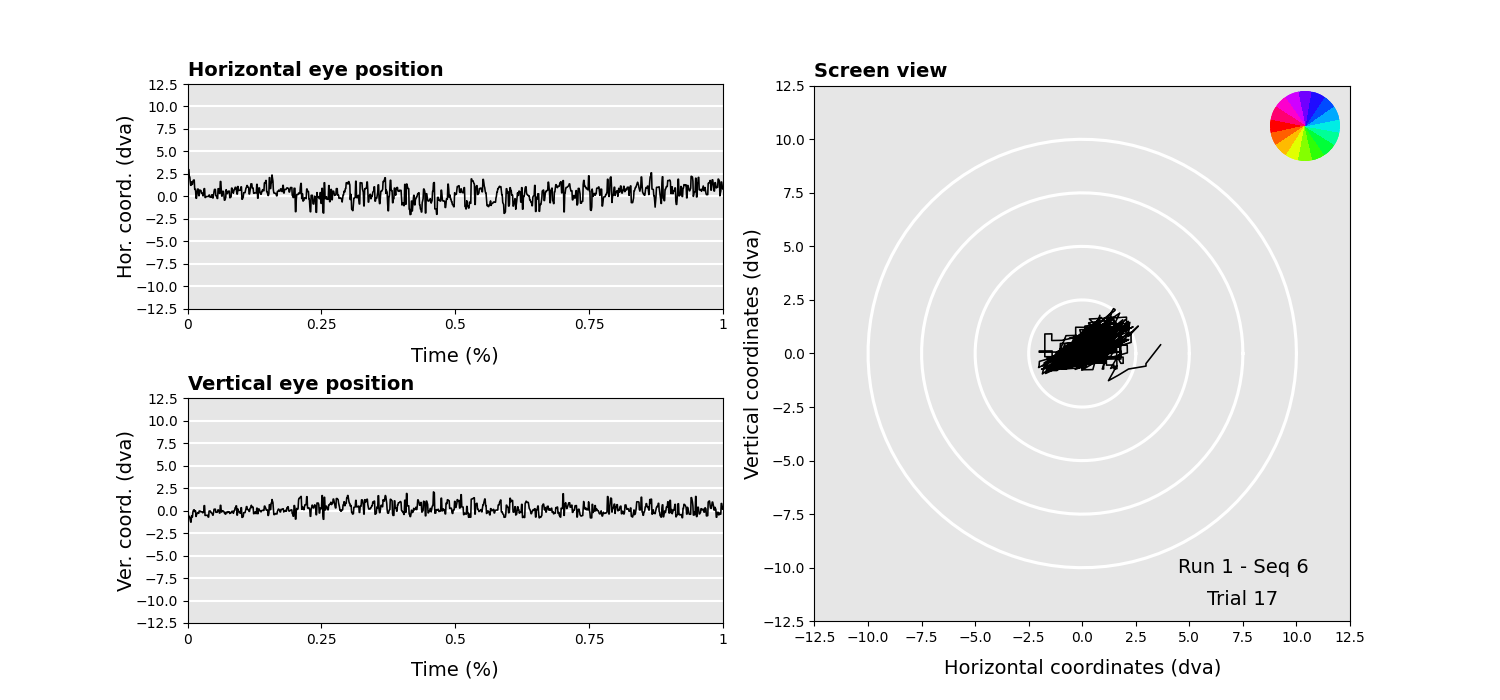 Horizontal eye position
Hor. coord. (dva)
12.5
10.0
7.5
5.0
2.5
0.0
−2.5
−5.0
−7.5
−10.0
−12.5
0 0.25 0.5 0.75 1
Time (%)
Vertical eye position
Ver. coord. (dva)
12.5
10.0
7.5
5.0
2.5
0.0
−2.5
−5.0
−7.5
−10.0
−12.5
0 0.25 0.5 0.75 1
Time (%)
Screen view
Vertical coordinates (dva)
12.5
10.0
7.5
5.0
2.5
0.0
−2.5
−5.0
−7.5
−10.0
−12.5
Run 1 - Seq 6
Trial 17
−12.5 −10.0 −7.5 −5.0 −2.5 0.0 2.5 5.0 7.5 10.0 12.5
Horizontal coordinates (dva)